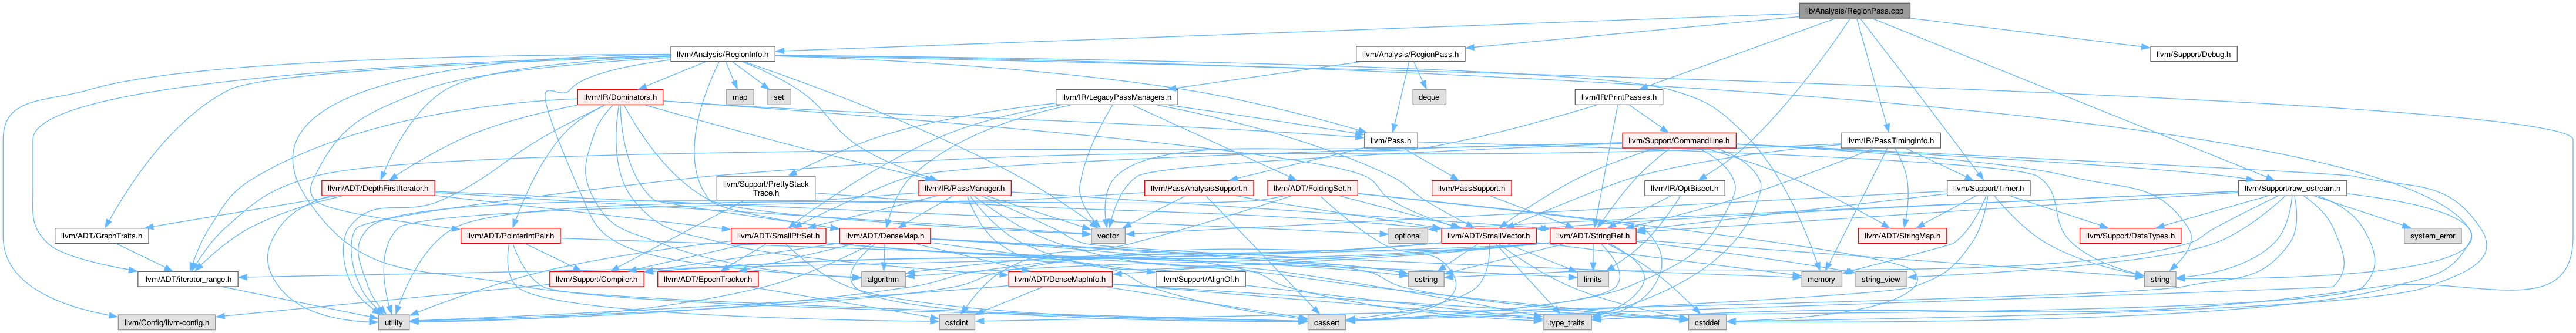 lib/Analysis/RegionPass.cpp
llvm/Analysis/RegionInfo.h
llvm/Analysis/RegionPass.h
llvm/Support/Debug.h
llvm/IR/Dominators.h
map
set
llvm/IR/LegacyPassManagers.h
deque
llvm/IR/PrintPasses.h
llvm/Pass.h
llvm/Support/CommandLine.h
llvm/IR/PassTimingInfo.h
llvm/ADT/DepthFirstIterator.h
llvm/Support/PrettyStack
Trace.h
llvm/IR/PassManager.h
llvm/PassAnalysisSupport.h
llvm/ADT/FoldingSet.h
llvm/PassSupport.h
llvm/IR/OptBisect.h
llvm/Support/Timer.h
llvm/Support/raw_ostream.h
llvm/ADT/GraphTraits.h
llvm/ADT/PointerIntPair.h
llvm/ADT/SmallPtrSet.h
llvm/ADT/DenseMap.h
vector
optional
llvm/ADT/SmallVector.h
llvm/ADT/StringRef.h
llvm/ADT/StringMap.h
llvm/Support/DataTypes.h
system_error
llvm/ADT/iterator_range.h
llvm/Support/Compiler.h
llvm/ADT/EpochTracker.h
algorithm
llvm/ADT/DenseMapInfo.h
llvm/Support/AlignOf.h
cstring
limits
memory
string_view
string
llvm/Config/llvm-config.h
utility
cstdint
cassert
type_traits
cstddef